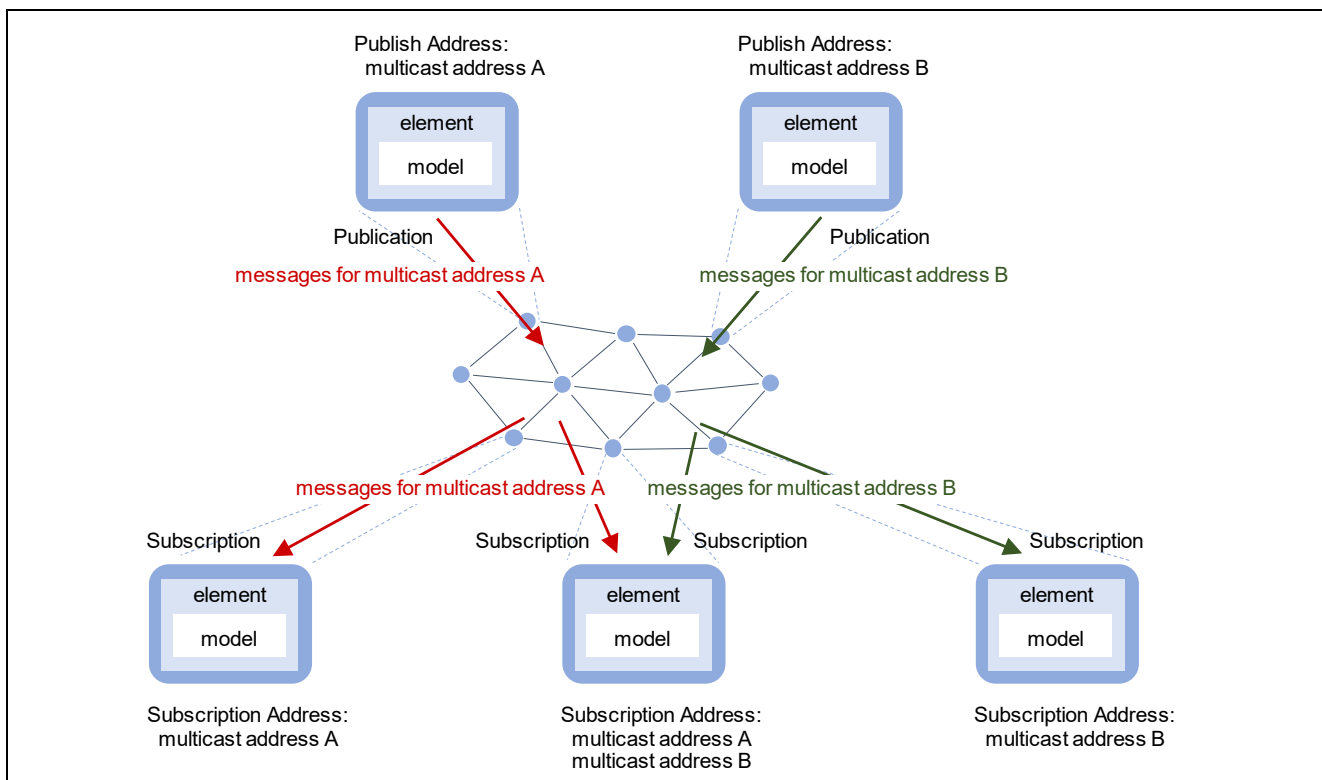 Publish Address:
multicast address A
Publish Address:
multicast address B
element
model
element
model
Publication
Publication
messages for multicast address A
messages for multicast address B
messages for multicast address A
messages for multicast address B
Subscription
Subscription
Subscription
Subscription
element
model
element
model
element
model
Subscription Address:
multicast address A
Subscription Address:
multicast address A
multicast address B
Subscription Address:
multicast address B